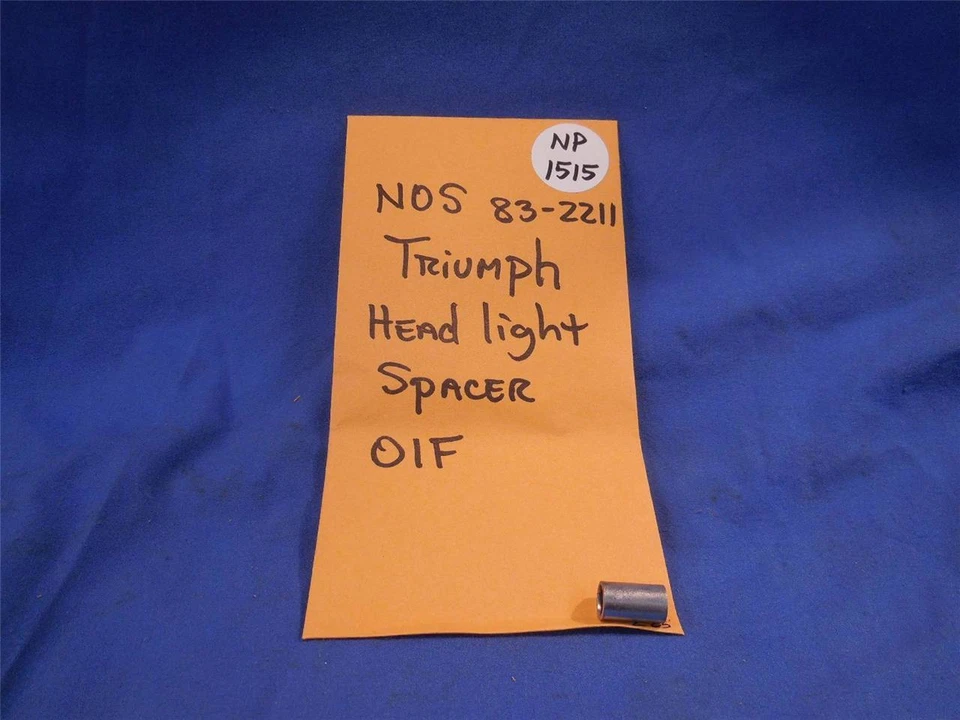 NP
1515
NOS 83-2211
Triumph
Head light
Spacer
OIF